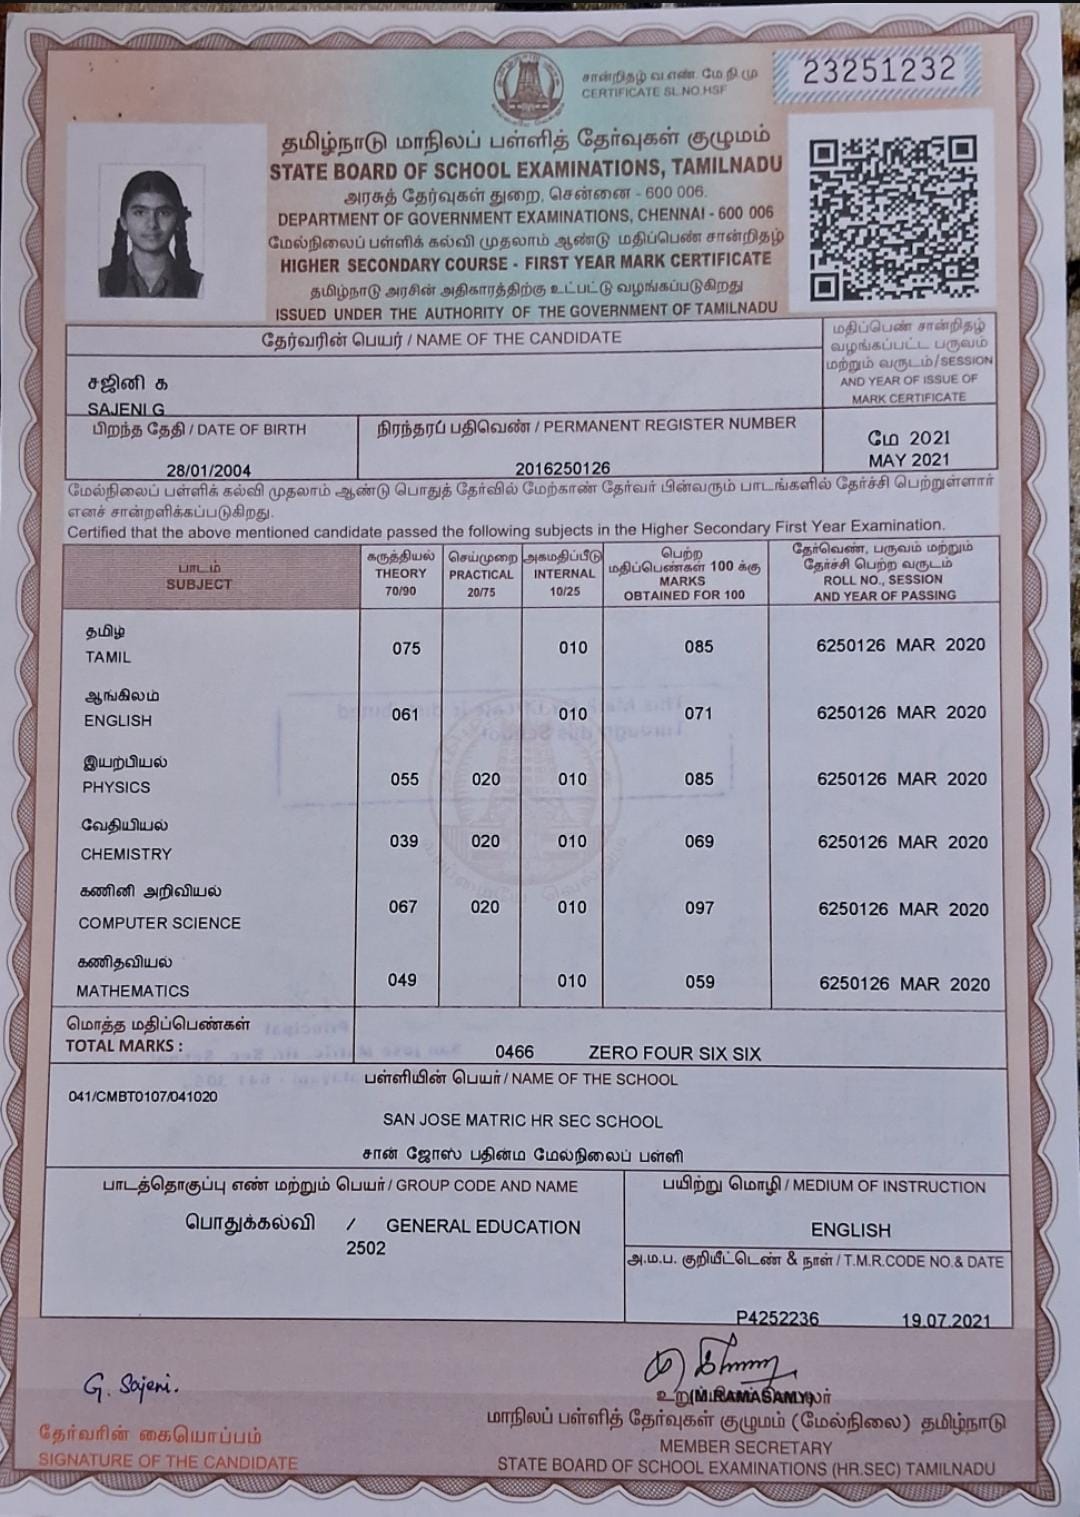 சான்றிதழ் வ.எண். மே.நி.மு
CERTIFICATE SL.NO.HSF
23251232
தமிழ்நாடு மாநிலப் பள்ளித் தேர்வுகள் குழுமம்
STATE BOARD OF SCHOOL EXAMINATIONS, TAMILNADU
அரசுத் தேர்வுகள் துறை, சென்னை - 600 006.
DEPARTMENT OF GOVERNMENT EXAMINATIONS, CHENNAI - 600 006
மேல்நிலைப் பள்ளிக் கல்வி முதலாம் ஆண்டு மதிப்பெண் சான்றிதழ்
HIGHER SECONDARY COURSE - FIRST YEAR MARK CERTIFICATE
தமிழ்நாடு அரசின் அதிகாரத்திற்கு உட்பட்டு வழங்கப்படுகிறது
ISSUED UNDER THE AUTHORITY OF THE GOVERNMENT OF TAMILNADU
தேர்வரின் பெயர் / NAME OF THE CANDIDATE
மதிப்பெண் சான்றிதழ்
வழங்கப்பட்ட பருவம்
மற்றும் வருடம்/SESSION
AND YEAR OF ISSUE OF
MARK CERTIFICATE
சஜினி க
SAJENI G
பிறந்த தேதி / DATE OF BIRTH
நிரந்தரப் பதிவெண் / PERMANENT REGISTER NUMBER
மே 2021
MAY 2021
28/01/2004
2016250126
மேல்நிலைப் பள்ளிக் கல்வி முதலாம் ஆண்டு பொதுத் தேர்வில் மேற்காண் தேர்வர் பின்வரும் பாடங்களில் தேர்ச்சி பெற்றுள்ளார்
எனச் சான்றளிக்கப்படுகிறது.
Certified that the above mentioned candidate passed the following subjects in the Higher Secondary First Year Examination.
பாடம்
SUBJECT
கருத்தியல்
THEORY
70/90
செய்முறை
PRACTICAL
20/75
அகமதிப்பீடு
INTERNAL
10/25
பெற்ற
மதிப்பெண்கள் 100 க்கு
MARKS
OBTAINED FOR 100
தேர்வெண், பருவம் மற்றும்
தேர்ச்சி பெற்ற வருடம்
ROLL NO., SESSION
AND YEAR OF PASSING
தமிழ்
TAMIL 075 010 085 6250126 MAR 2020
ஆங்கிலம்
ENGLISH 061 010 071 6250126 MAR 2020
இயற்பியல்
PHYSICS 055 020 010 085 6250126 MAR 2020
வேதியியல்
CHEMISTRY 039 020 010 069 6250126 MAR 2020
கணினி அறிவியல்
COMPUTER SCIENCE 067 020 010 097 6250126 MAR 2020
கணிதவியல்
MATHEMATICS 049 010 059 6250126 MAR 2020
மொத்த மதிப்பெண்கள்
TOTAL MARKS : 0466 ZERO FOUR SIX SIX
பள்ளியின் பெயர் / NAME OF THE SCHOOL
041/CMBT0107/041020
SAN JOSE MATRIC HR SEC SCHOOL
சான் ஜோஸ் பதின்ம மேல்நிலைப் பள்ளி
பாடத்தொகுப்பு எண் மற்றும் பெயர் / GROUP CODE AND NAME
பயிற்று மொழி / MEDIUM OF INSTRUCTION
பொதுக்கல்வி / GENERAL EDUCATION
2502
ENGLISH
அ.ம.ப. குறியீட்டெண் & நாள் / T.M.R.CODE NO.& DATE
P4252236 19.07.2021
G. Sajeni.
(M.RAMASAMY)
தேர்வரின் கையொப்பம்
SIGNATURE OF THE CANDIDATE
மாநிலப் பள்ளித் தேர்வுகள் குழுமம் (மேல்நிலை) தமிழ்நாடு
MEMBER SECRETARY
STATE BOARD OF SCHOOL EXAMINATIONS (HR.SEC) TAMILNADU